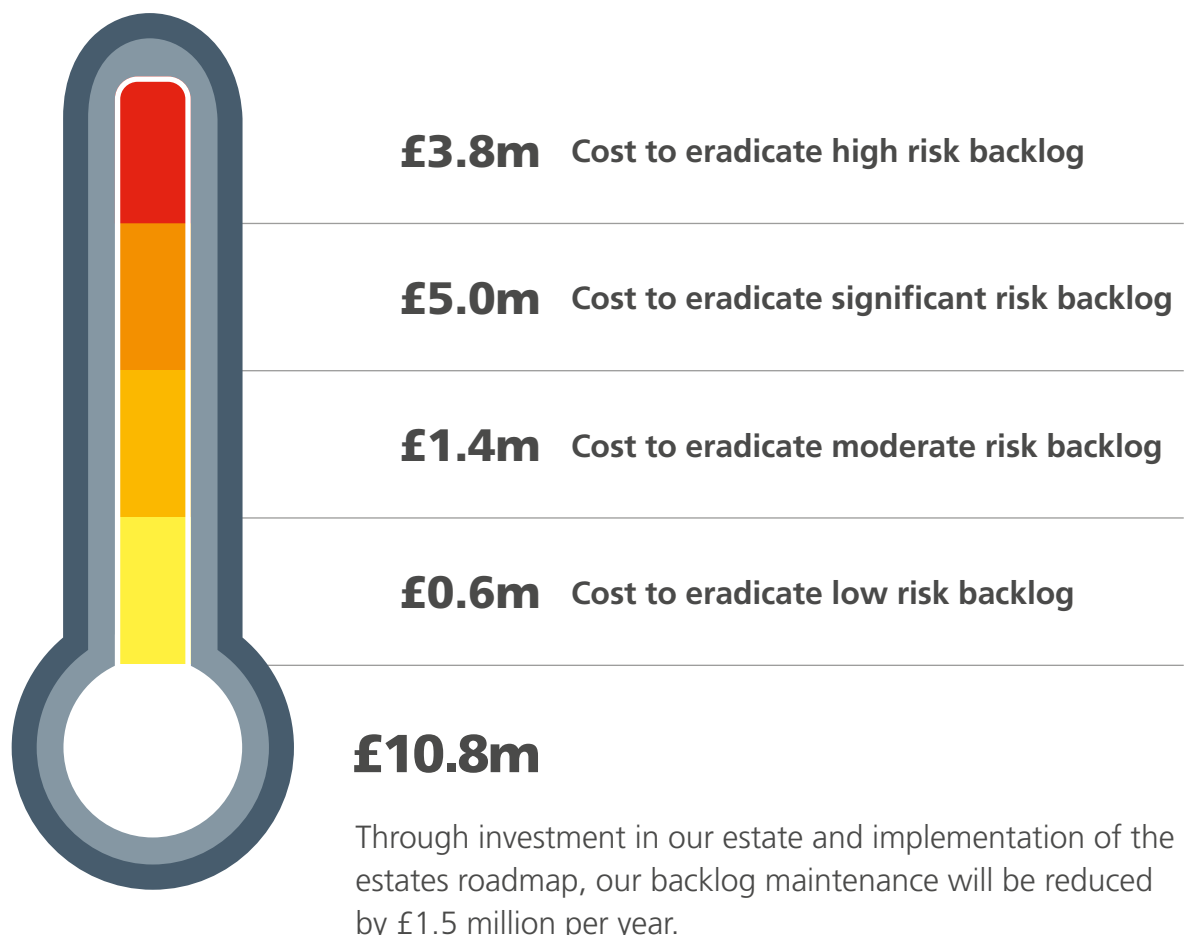 £3.8m Cost to eradicate high risk backlog
£5.0m Cost to eradicate significant risk backlog
£1.4m Cost to eradicate moderate risk backlog
£0.6m Cost to eradicate low risk backlog
£10.8m
Through investment in our estate and implementation of the
estates roadmap, our backlog maintenance will be reduced
by £1.5 million per year.